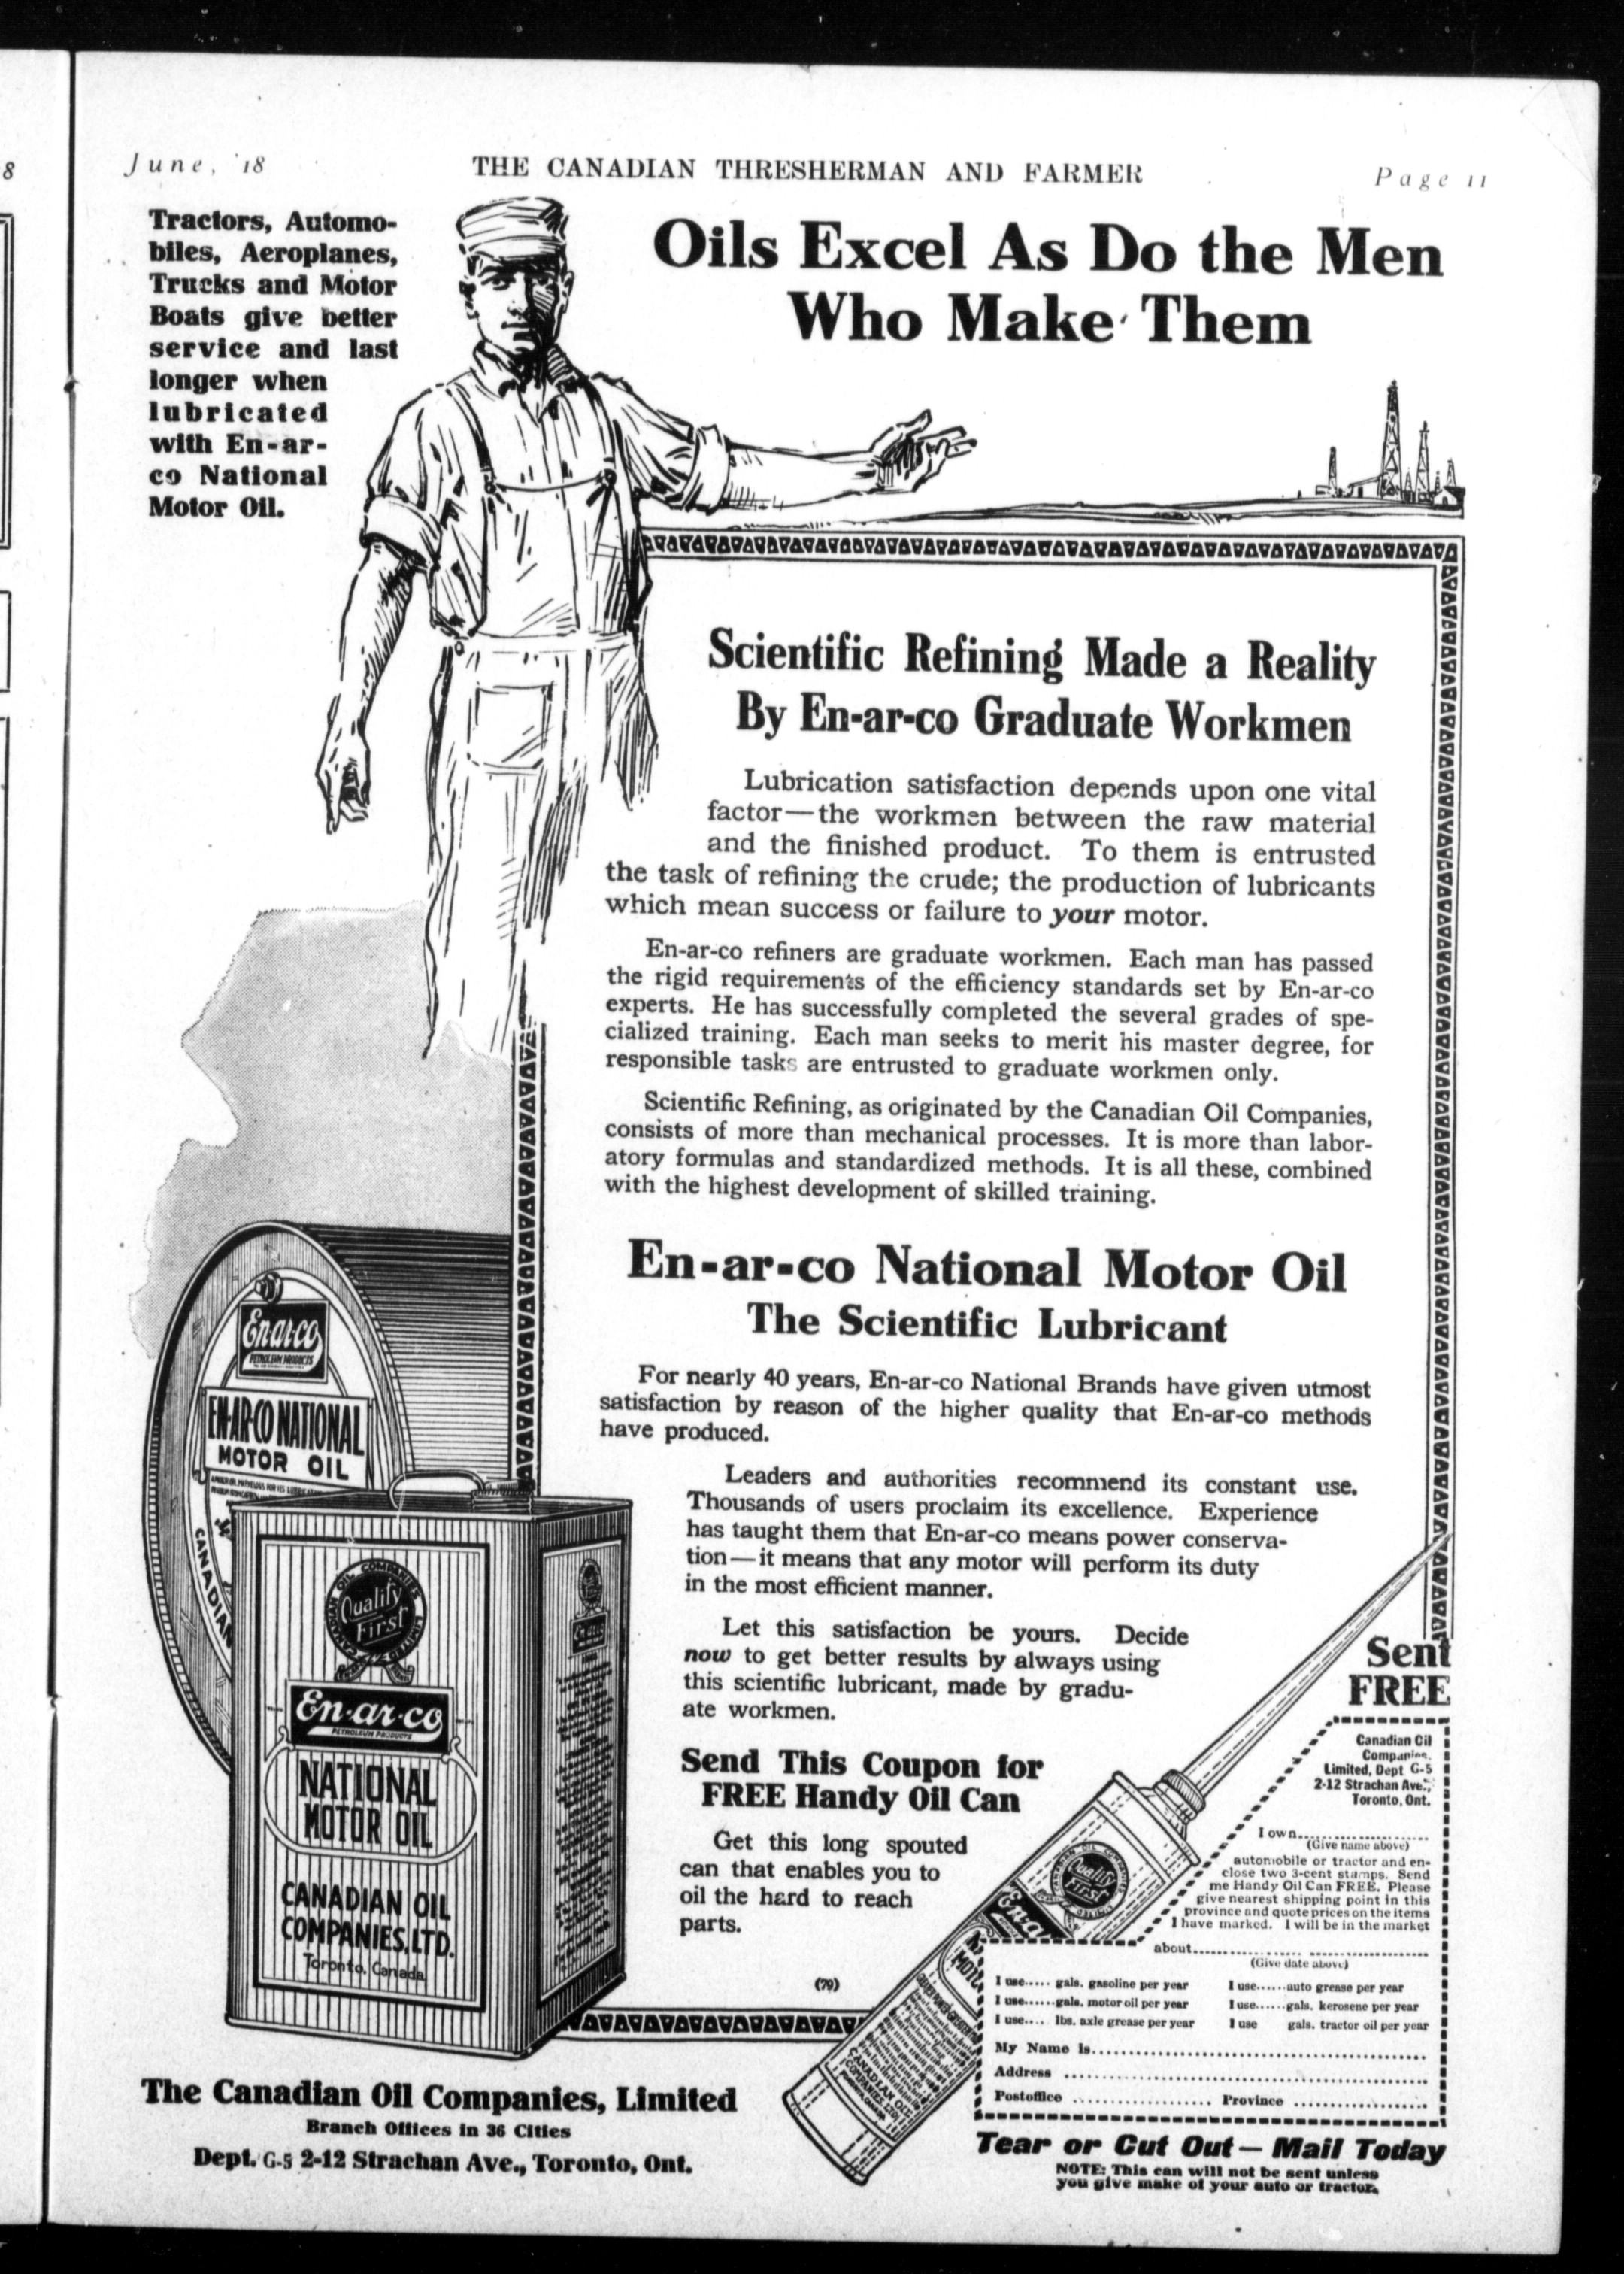 8
June, '18
THE CANADIAN THRESHERMAN AND FARMER
Page 11
Tractors, Automo-
biles, Aeroplanes,
Trucks and Motor
Boats give better
service and last
longer when
lubricated
with En-ar-
co National
Motor Oil.
Oils Excel As Do the Men
Who Make Them
Scientific Refining Made a Reality
By En-ar-co Graduate Workmen
Lubrication satisfaction depends upon one vital
factor—the workmen between the raw material
and the finished product. To them is entrusted
the task of refining the crude; the production of lubricants
which mean success or failure to your motor.
En-ar-co refiners are graduate workmen. Each man has passed
the rigid requirements of the efficiency standards set by En-ar-co
experts. He has successfully completed the several grades of spe-
cialized training. Each man seeks to merit his master degree, for
responsible tasks are entrusted to graduate workmen only.
Scientific Refining, as originated by the Canadian Oil Companies,
consists of more than mechanical processes. It is more than labor-
atory formulas and standardized methods. It is all these, combined
with the highest development of skilled training.
En-ar-co National Motor Oil
The Scientific Lubricant
For nearly 40 years, En-ar-co National Brands have given utmost
satisfaction by reason of the higher quality that En-ar-co methods
have produced.
Leaders and authorities recommend its constant use.
Thousands of users proclaim its excellence. Experience
has taught them that En-ar-co means power conserva-
tion—it means that any motor will perform its duty
in the most efficient manner.
Let this satisfaction be yours. Decide
now to get better results by always using
this scientific lubricant, made by gradu-
ate workmen.
Send This Coupon for
FREE Handy Oil Can
Get this long spouted
can that enables you to
oil the hard to reach
parts.
(79)
En-ar-co
PETROLEUM PRODUCTS
EN-AR-CO NATIONAL
MOTOR OIL
CANADIAN
CANADIAN OIL COMPANIES LIMITED
Quality
First
En-ar-co
PETROLEUM PRODUCTS
NATIONAL
MOTOR OIL
CANADIAN OIL
COMPANIES, LTD.
Toronto, Canada
En-ar-co
Quality
First
En-ar
MOTOR
CANADIAN OIL
COMPANIES, LTD.
Sent
FREE
Canadian Oil
Companies,
Limited, Dept G-5
2-12 Strachan Ave.,
Toronto, Ont.
I own..........................
(Give name above)
automobile or tractor and en-
close two 3-cent stamps. Send
me Handy Oil Can FREE. Please
give nearest shipping point in this
province and quote prices on the items
I have marked. I will be in the market
about..........................
(Give date above)
I use..... gals. gasoline per year
I use......auto grease per year
I use......gals. motor oil per year
I use......gals. kerosene per year
I use.... lbs. axle grease per year
I use gals. tractor oil per year
My Name Is..........................
Address ..........................
Postoffice .................... Province ....................
Tear or Cut Out — Mail Today
NOTE: This can will not be sent unless
you give make of your auto or tractor.
The Canadian Oil Companies, Limited
Branch Offices in 36 Cities
Dept. G-5 2-12 Strachan Ave., Toronto, Ont.